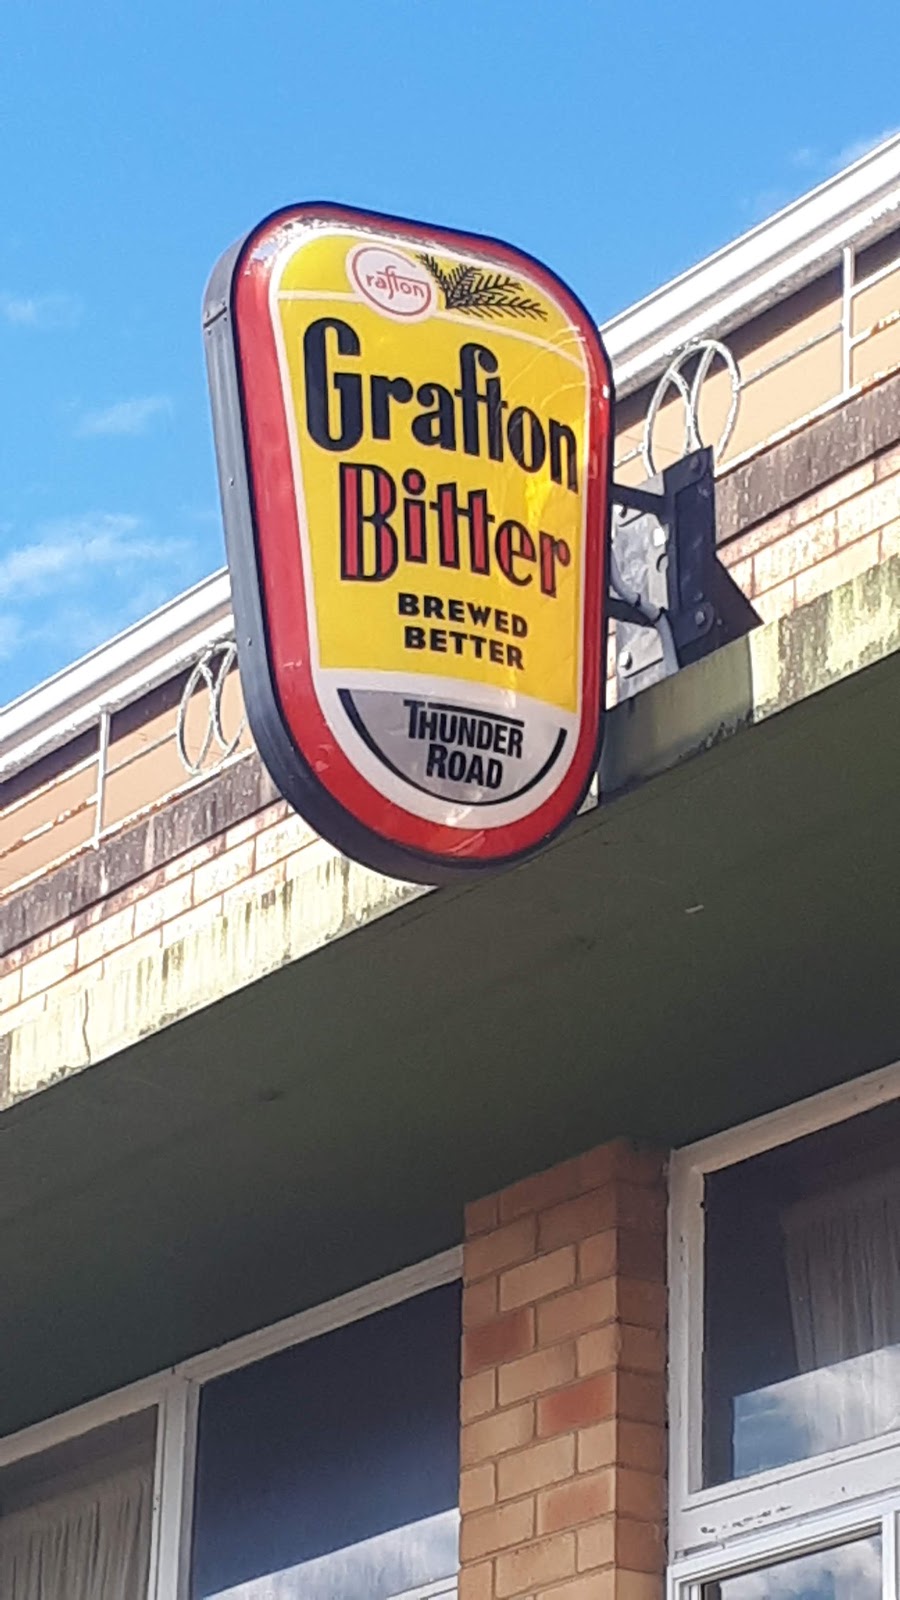 Grafton
Grafton
Bitter
BREWED
BETTER
THUNDER
ROAD